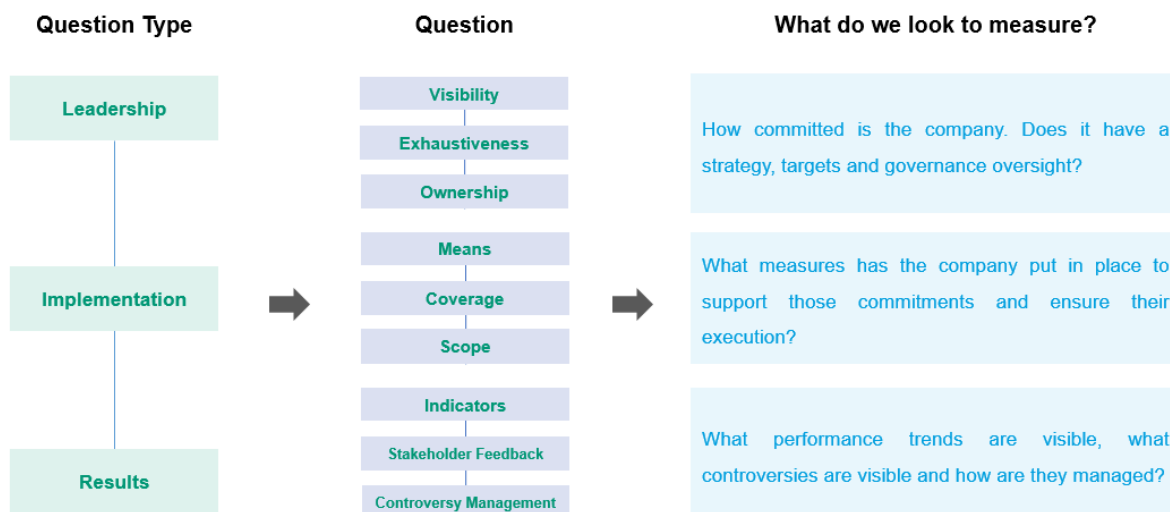 Question Type
Question
What do we look to measure?
Leadership
Visibility
Exhaustiveness
Ownership
How committed is the company. Does it have a
strategy, targets and governance oversight?
Implementation
Means
Coverage
Scope
What measures has the company put in place to
support those commitments and ensure their
execution?
Results
Indicators
Stakeholder Feedback
Controversy Management
What performance trends are visible, what
controversies are visible and how are they managed?